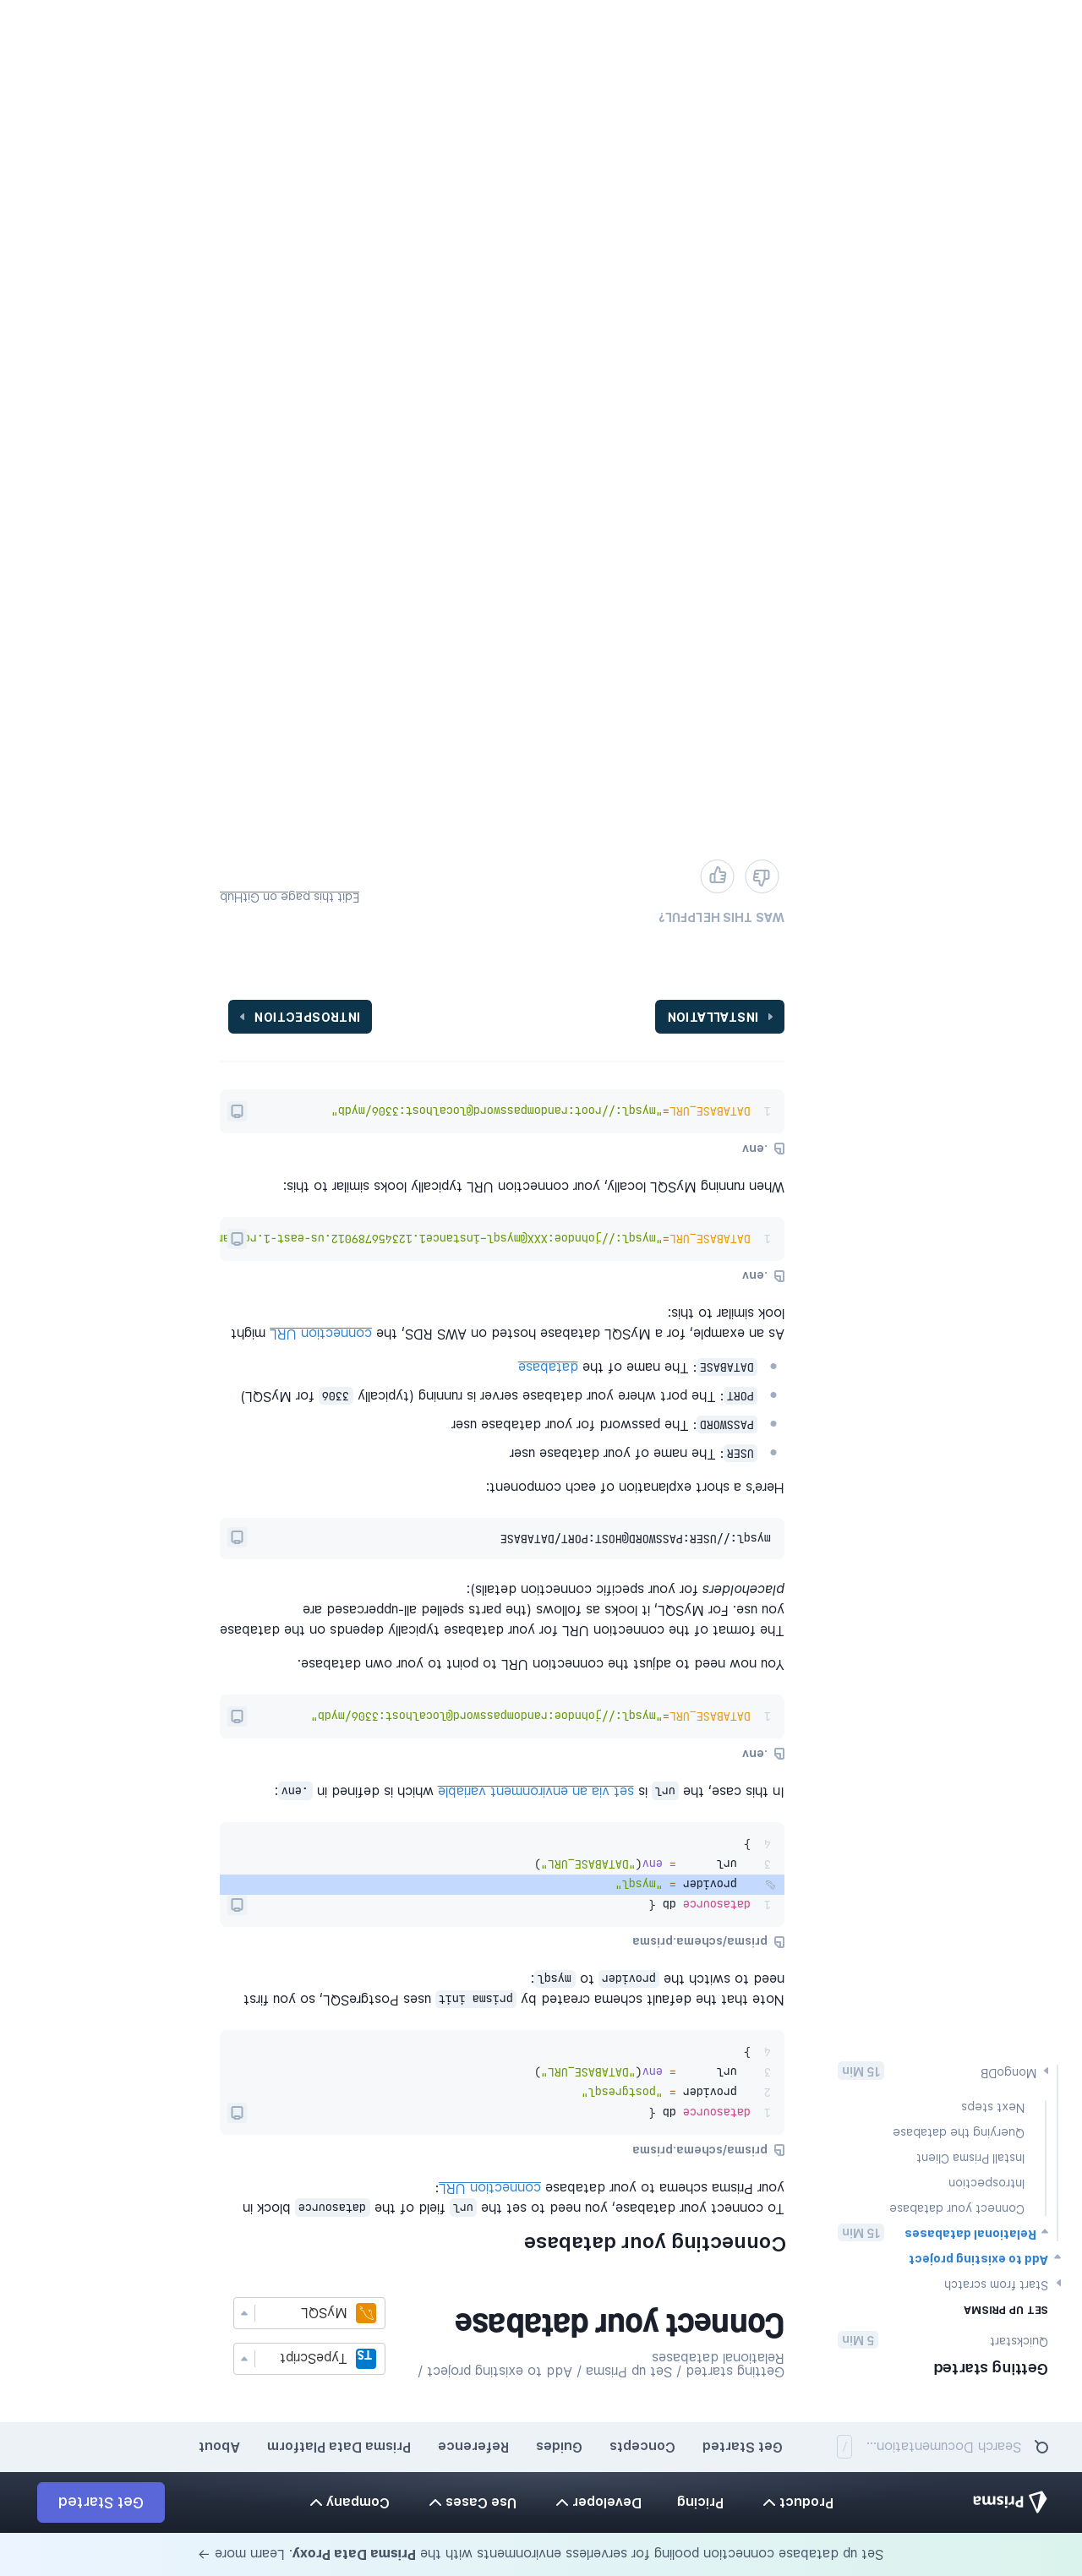 Set up database connection pooling for serverless environments with the Prisma Data Proxy. Learn more →
Prisma
Product
Pricing
Developer
Use Cases
Company
Get Started
Search Documentation... /
Get Started
Concepts
Guides
Reference
Prisma Data Platform
About
Getting started
Quickstart 5 Min
SET UP PRISMA
Start from scratch
Add to existing project
Relational databases 15 Min
Connect your database
Introspection
Install Prisma Client
Querying the database
Next steps
MongoDB 15 Min
Getting started / Set up Prisma / Add to existing project /
Relational databases
Connect your database
TS TypeScript
MySQL
Connecting your database
To connect your database, you need to set the url field of the datasource block in
your Prisma schema to your database connection URL:
prisma/schema.prisma
1 datasource db {
2 provider = "postgresql"
3 url = env("DATABASE_URL")
4 }
Note that the default schema created by prisma init uses PostgreSQL, so you first
need to switch the provider to mysql:
prisma/schema.prisma
1 datasource db {
provider = "mysql"
3 url = env("DATABASE_URL")
4 }
In this case, the url is set via an environment variable which is defined in .env:
.env
1 DATABASE_URL="mysql://johndoe:randompassword@localhost:3306/mydb"
You now need to adjust the connection URL to point to your own database.
The format of the connection URL for your database typically depends on the database
you use. For MySQL, it looks as follows (the parts spelled all-uppercased are
placeholders for your specific connection details):
mysql://USER:PASSWORD@HOST:PORT/DATABASE
Here's a short explanation of each component:
USER: The name of your database user
PASSWORD: The password for your database user
PORT: The port where your database server is running (typically 3306 for MySQL)
DATABASE: The name of the database
As an example, for a MySQL database hosted on AWS RDS, the connection URL might
look similar to this:
.env
1 DATABASE_URL="mysql://johndoe:XXX@mysql–instance1.123456789012.us-east-1.r
When running MySQL locally, your connection URL typically looks similar to this:
.env
1 DATABASE_URL="mysql://root:randompassword@localhost:3306/mydb"
INSTALLATION
INTROSPECTION
WAS THIS HELPFUL?
Edit this page on GitHub